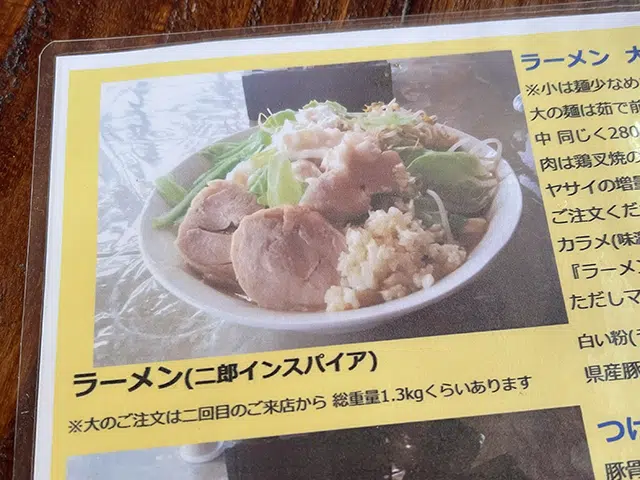 ラーメン 大
※小は麺少なめ
大の麺は茹で前
中 同じく280
肉は鶏叉焼の
ヤサイの増量
ご注文くだ
カラメ(味
『ラーメン
ただしマ
白い粉(
県産豚
ラーメン(二郎インスパイア)
※大のご注文は二回目のご来店から 総重量1.3kgくらいあります
つけ
豚骨